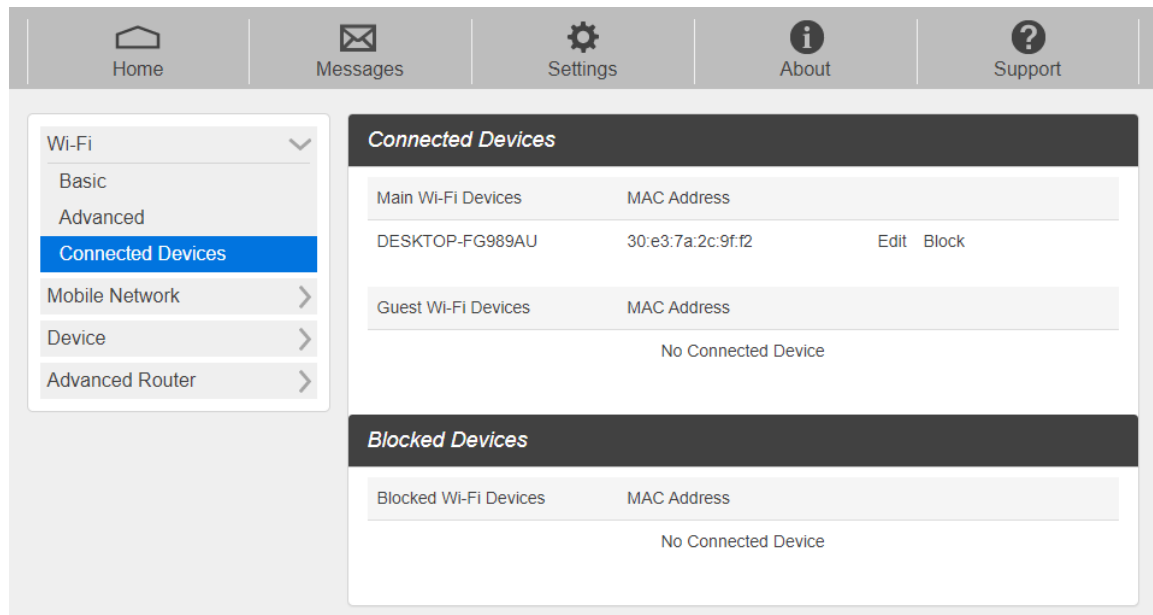 Home Messages Settings About Support
Wi-Fi
Basic
Advanced
Connected Devices
Mobile Network
Device
Advanced Router
Connected Devices
Main Wi-Fi Devices MAC Address
DESKTOP-FG989AU 30:e3:7a:2c:9f:f2 Edit Block
Guest Wi-Fi Devices MAC Address
No Connected Device
Blocked Devices
Blocked Wi-Fi Devices MAC Address
No Connected Device